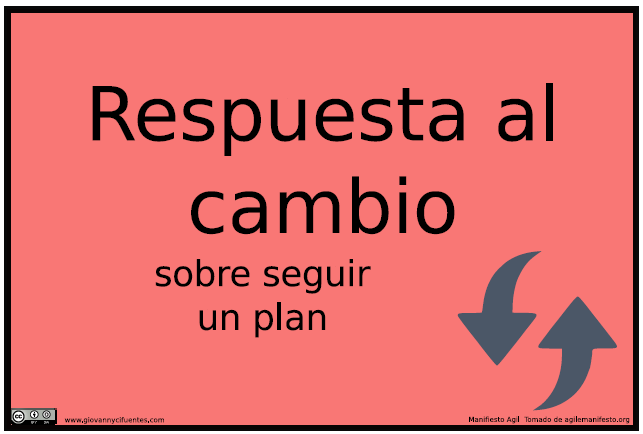 Respuesta al
cambio
sobre seguir
un plan
www.giovannycifuentes.com
Manifiesto Agil Tomado de agilemanifesto.org